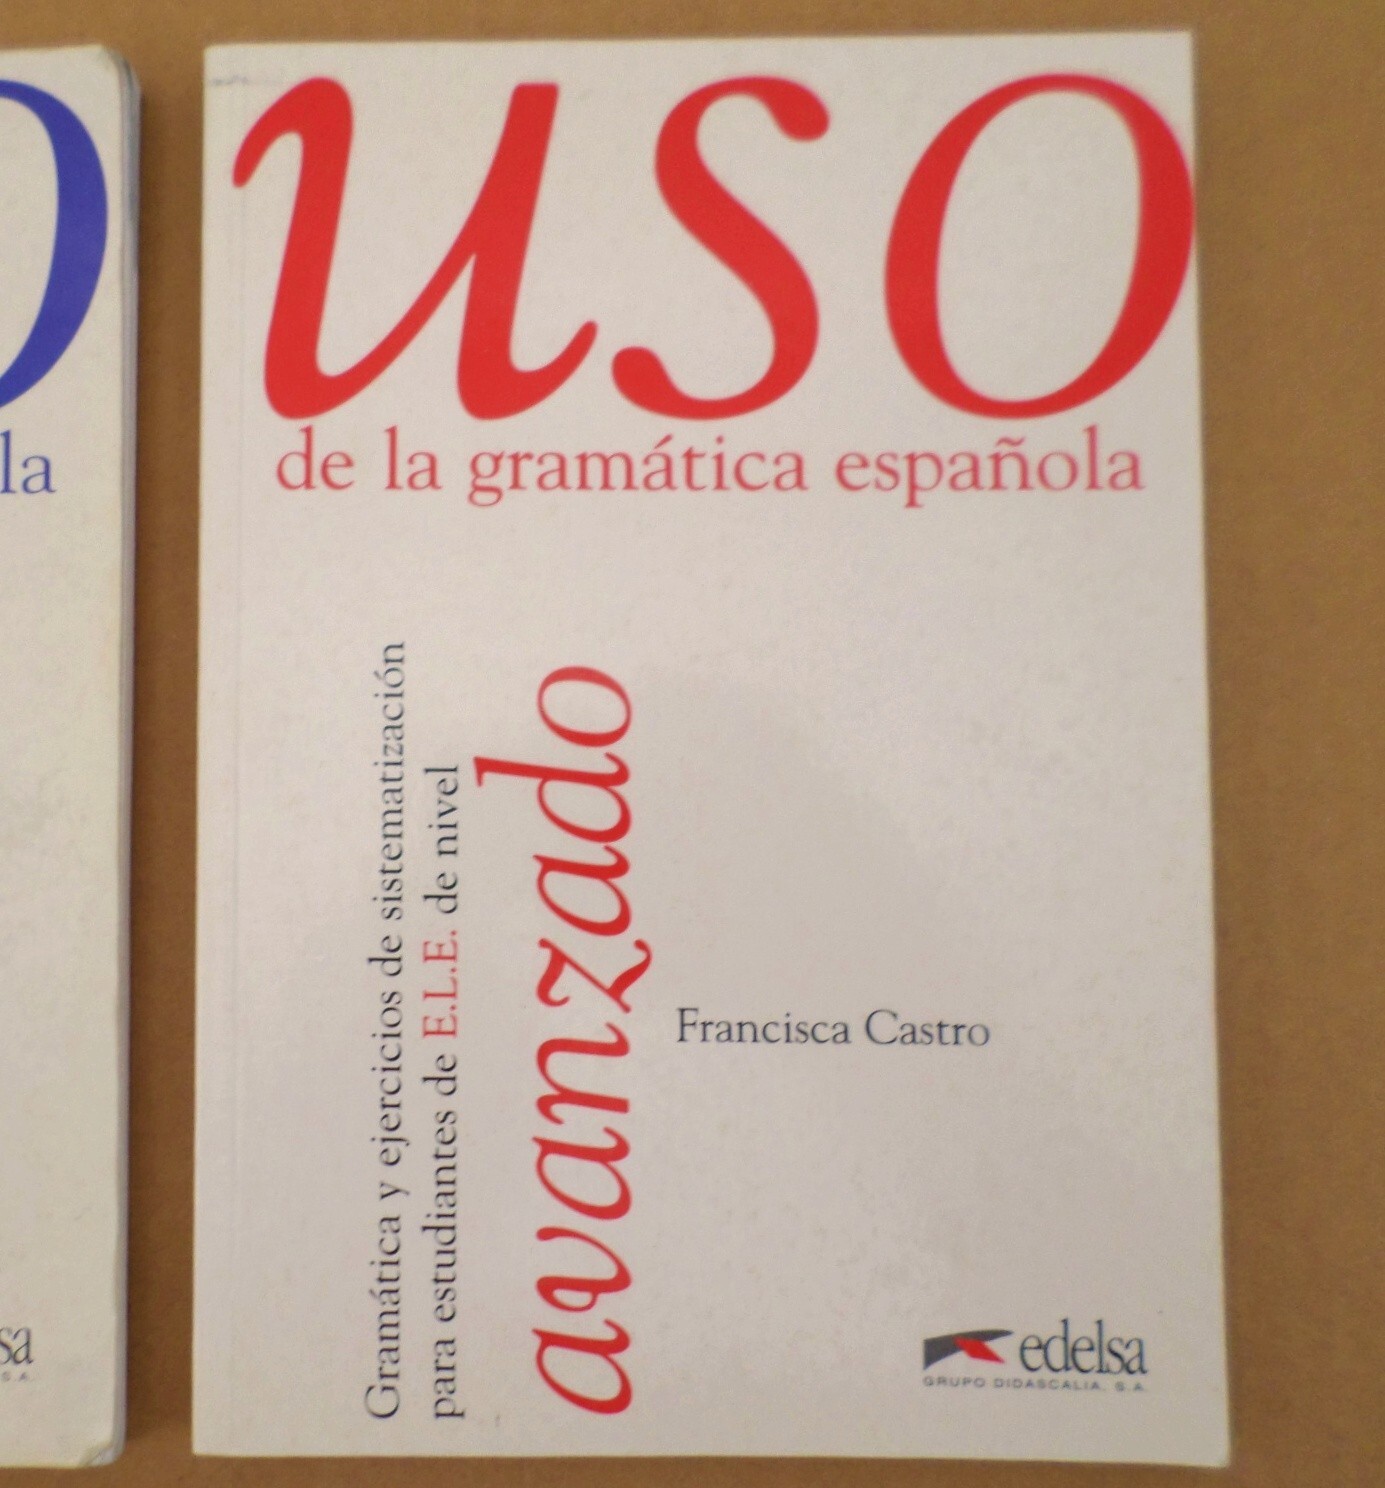 la
sa
S.A.
uso
de la gramática española
Gramática y ejercicios de sistematización
para estudiantes de E.L.E. de nivel
avanzado
Francisca Castro
edelsa
GRUPO DIDASCALIA, S.A.